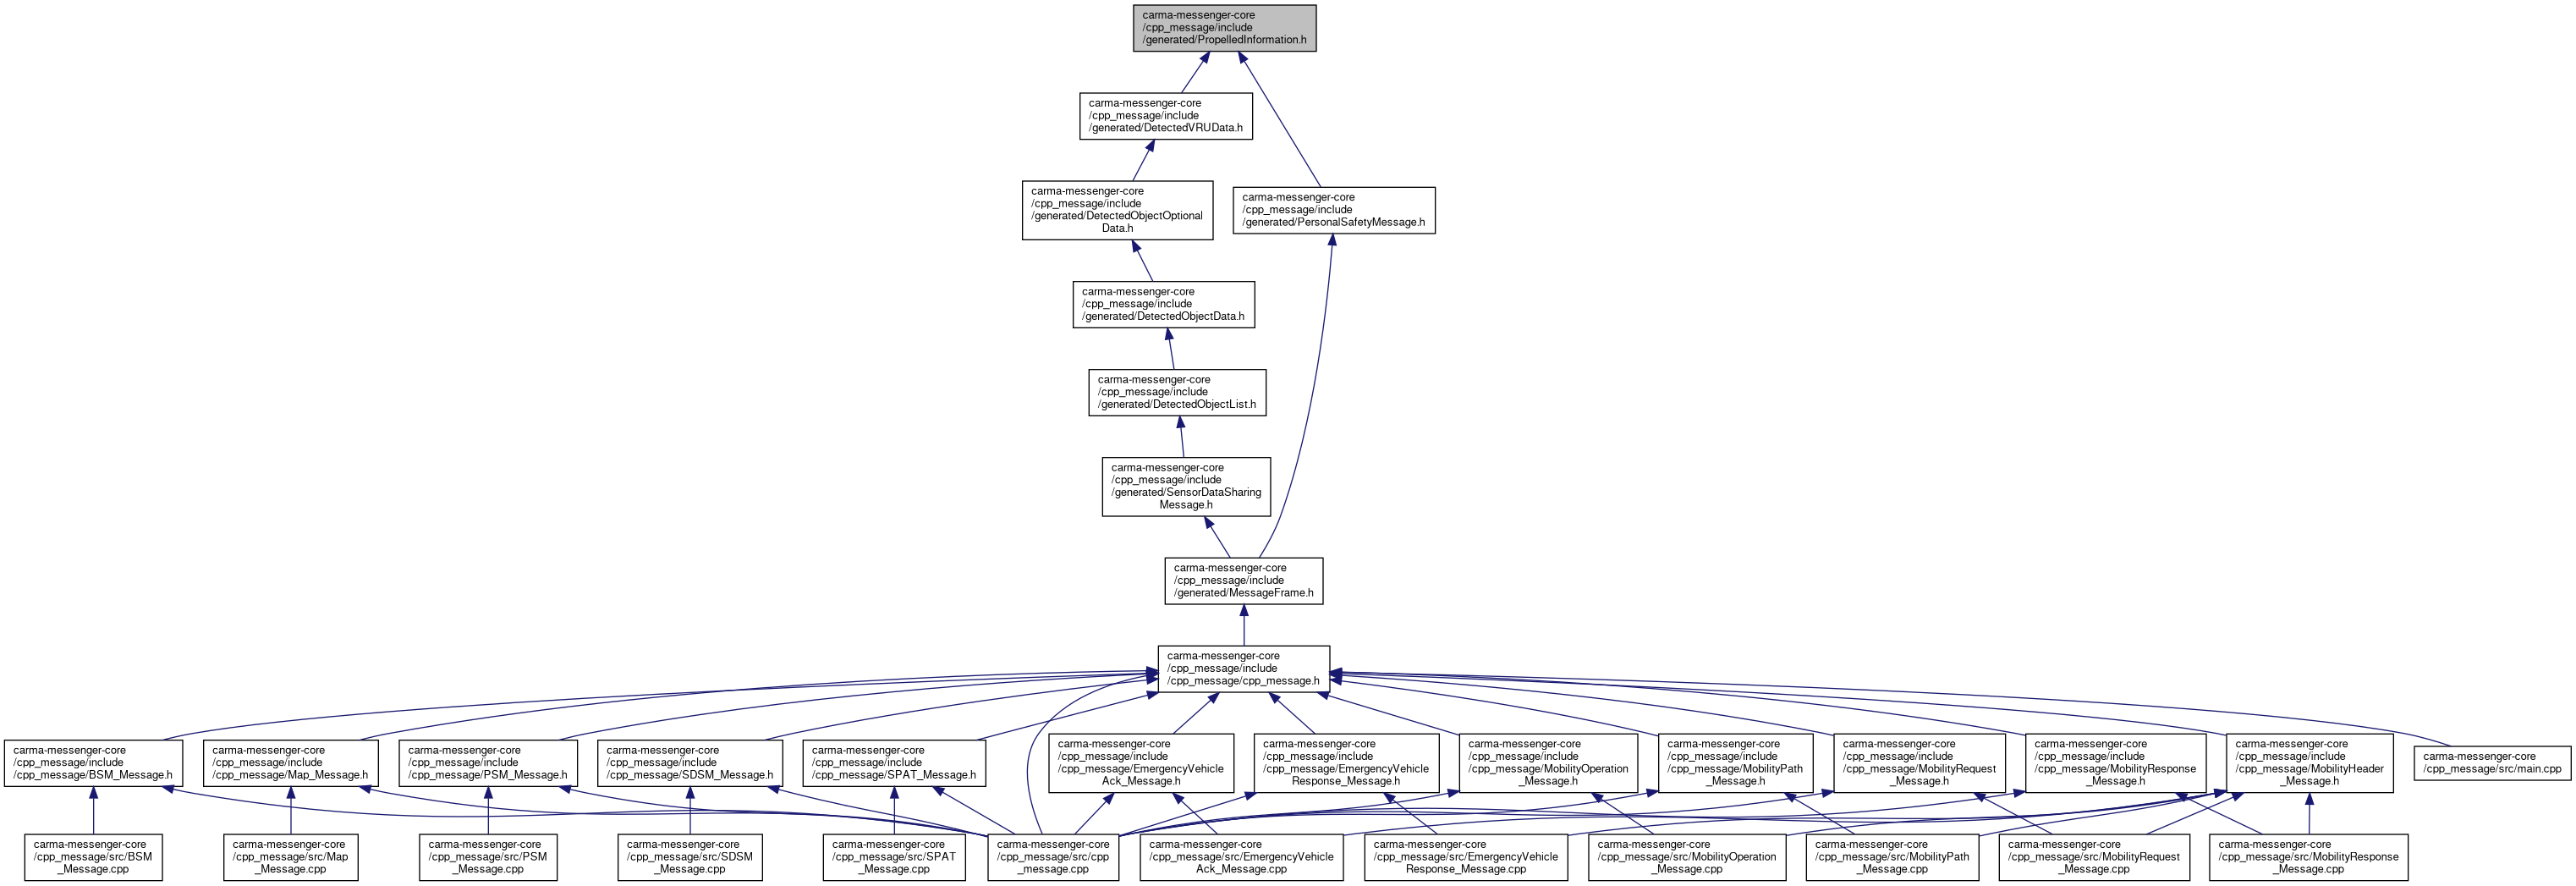 carma-messenger-core
/cpp_message/include
/generated/PropelledInformation.h
carma-messenger-core
/cpp_message/include
/generated/DetectedVRUData.h
carma-messenger-core
/cpp_message/include
/generated/DetectedObjectOptional
Data.h
carma-messenger-core
/cpp_message/include
/generated/PersonalSafetyMessage.h
carma-messenger-core
/cpp_message/include
/generated/DetectedObjectData.h
carma-messenger-core
/cpp_message/include
/generated/DetectedObjectList.h
carma-messenger-core
/cpp_message/include
/generated/SensorDataSharing
Message.h
carma-messenger-core
/cpp_message/include
/generated/MessageFrame.h
carma-messenger-core
/cpp_message/include
/cpp_message/cpp_message.h
carma-messenger-core
/cpp_message/include
/cpp_message/BSM_Message.h
carma-messenger-core
/cpp_message/include
/cpp_message/Map_Message.h
carma-messenger-core
/cpp_message/include
/cpp_message/PSM_Message.h
carma-messenger-core
/cpp_message/include
/cpp_message/SDSM_Message.h
carma-messenger-core
/cpp_message/include
/cpp_message/SPAT_Message.h
carma-messenger-core
/cpp_message/include
/cpp_message/EmergencyVehicle
Ack_Message.h
carma-messenger-core
/cpp_message/include
/cpp_message/EmergencyVehicle
Response_Message.h
carma-messenger-core
/cpp_message/include
/cpp_message/MobilityOperation
_Message.h
carma-messenger-core
/cpp_message/include
/cpp_message/MobilityPath
_Message.h
carma-messenger-core
/cpp_message/include
/cpp_message/MobilityRequest
_Message.h
carma-messenger-core
/cpp_message/include
/cpp_message/MobilityResponse
_Message.h
carma-messenger-core
/cpp_message/include
/cpp_message/MobilityHeader
_Message.h
carma-messenger-core
/cpp_message/src/main.cpp
carma-messenger-core
/cpp_message/src/BSM
_Message.cpp
carma-messenger-core
/cpp_message/src/Map
_Message.cpp
carma-messenger-core
/cpp_message/src/PSM
_Message.cpp
carma-messenger-core
/cpp_message/src/SDSM
_Message.cpp
carma-messenger-core
/cpp_message/src/SPAT
_Message.cpp
carma-messenger-core
/cpp_message/src/cpp
_message.cpp
carma-messenger-core
/cpp_message/src/EmergencyVehicle
Ack_Message.cpp
carma-messenger-core
/cpp_message/src/EmergencyVehicle
Response_Message.cpp
carma-messenger-core
/cpp_message/src/MobilityOperation
_Message.cpp
carma-messenger-core
/cpp_message/src/MobilityPath
_Message.cpp
carma-messenger-core
/cpp_message/src/MobilityRequest
_Message.cpp
carma-messenger-core
/cpp_message/src/MobilityResponse
_Message.cpp